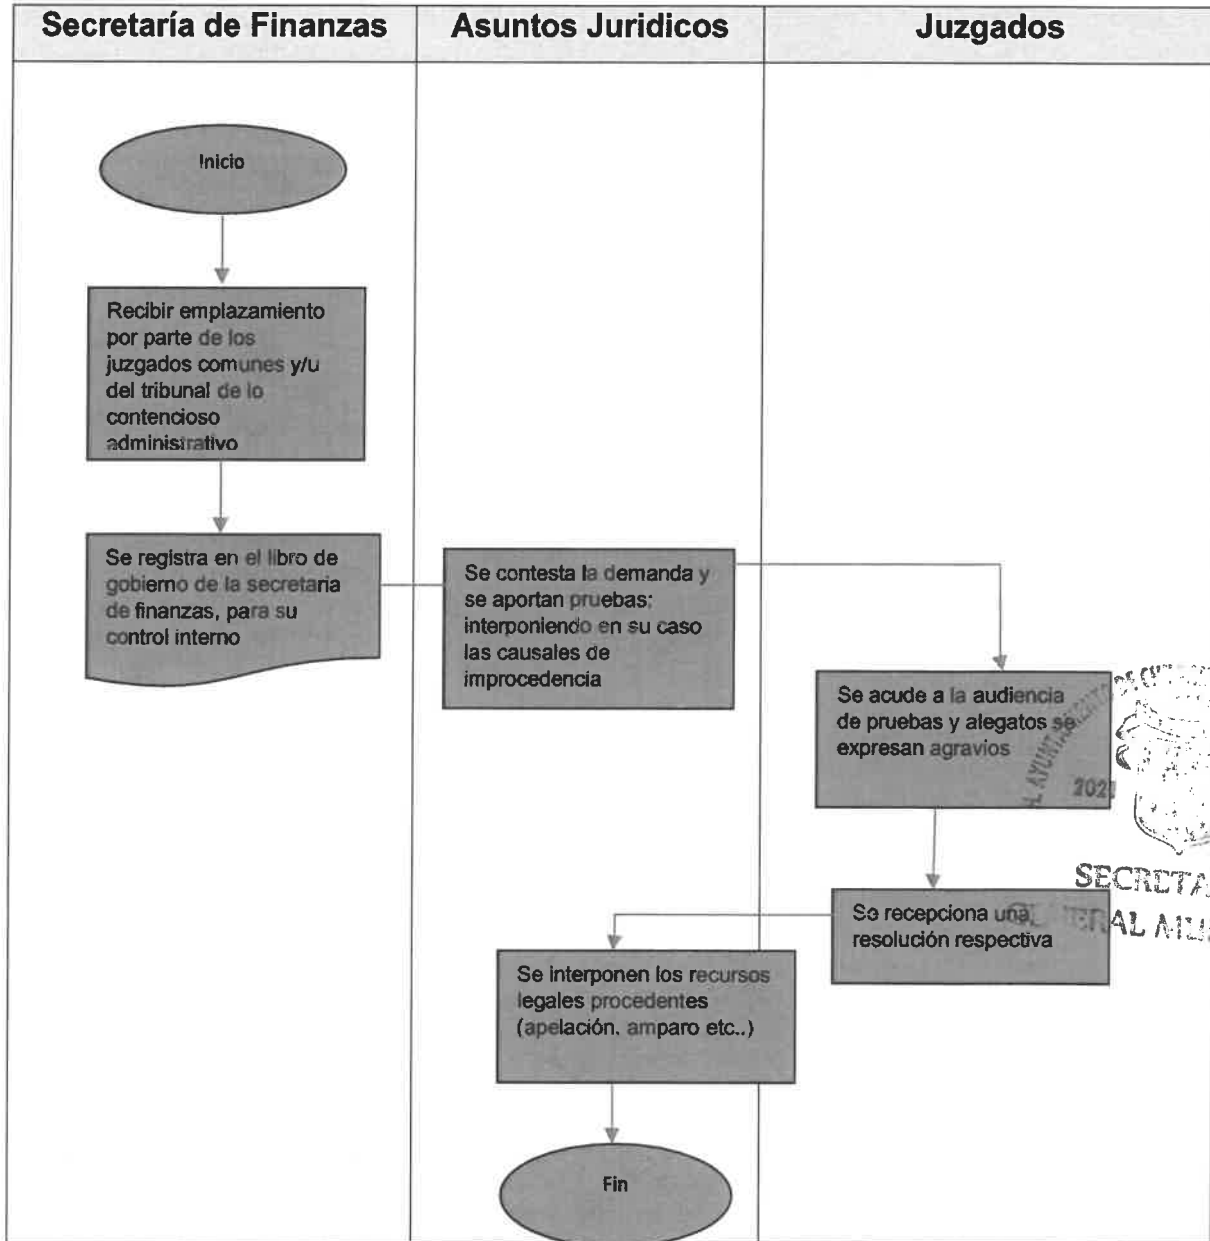 Secretaría de Finanzas
Asuntos Juridicos
Juzgados
Inicio
Recibir emplazamiento
por parte de los
juzgados comunes y/u
del tribunal de lo
contencioso
administrativo
Se registra en el libro de
gobierno de la secretaria
de finanzas, para su
control interno
Se contesta la demanda y
se aportan pruebas;
interponiendo en su caso
las causales de
improcedencia
Se acude a la audiencia
de pruebas y alegatos se
expresan agravios
Se recepciona una
resolución respectiva
Se interponen los recursos
legales procedentes
(apelación, amparo etc..)
Fin
H. AYUNTAMIENTO DE
202
SECRETA